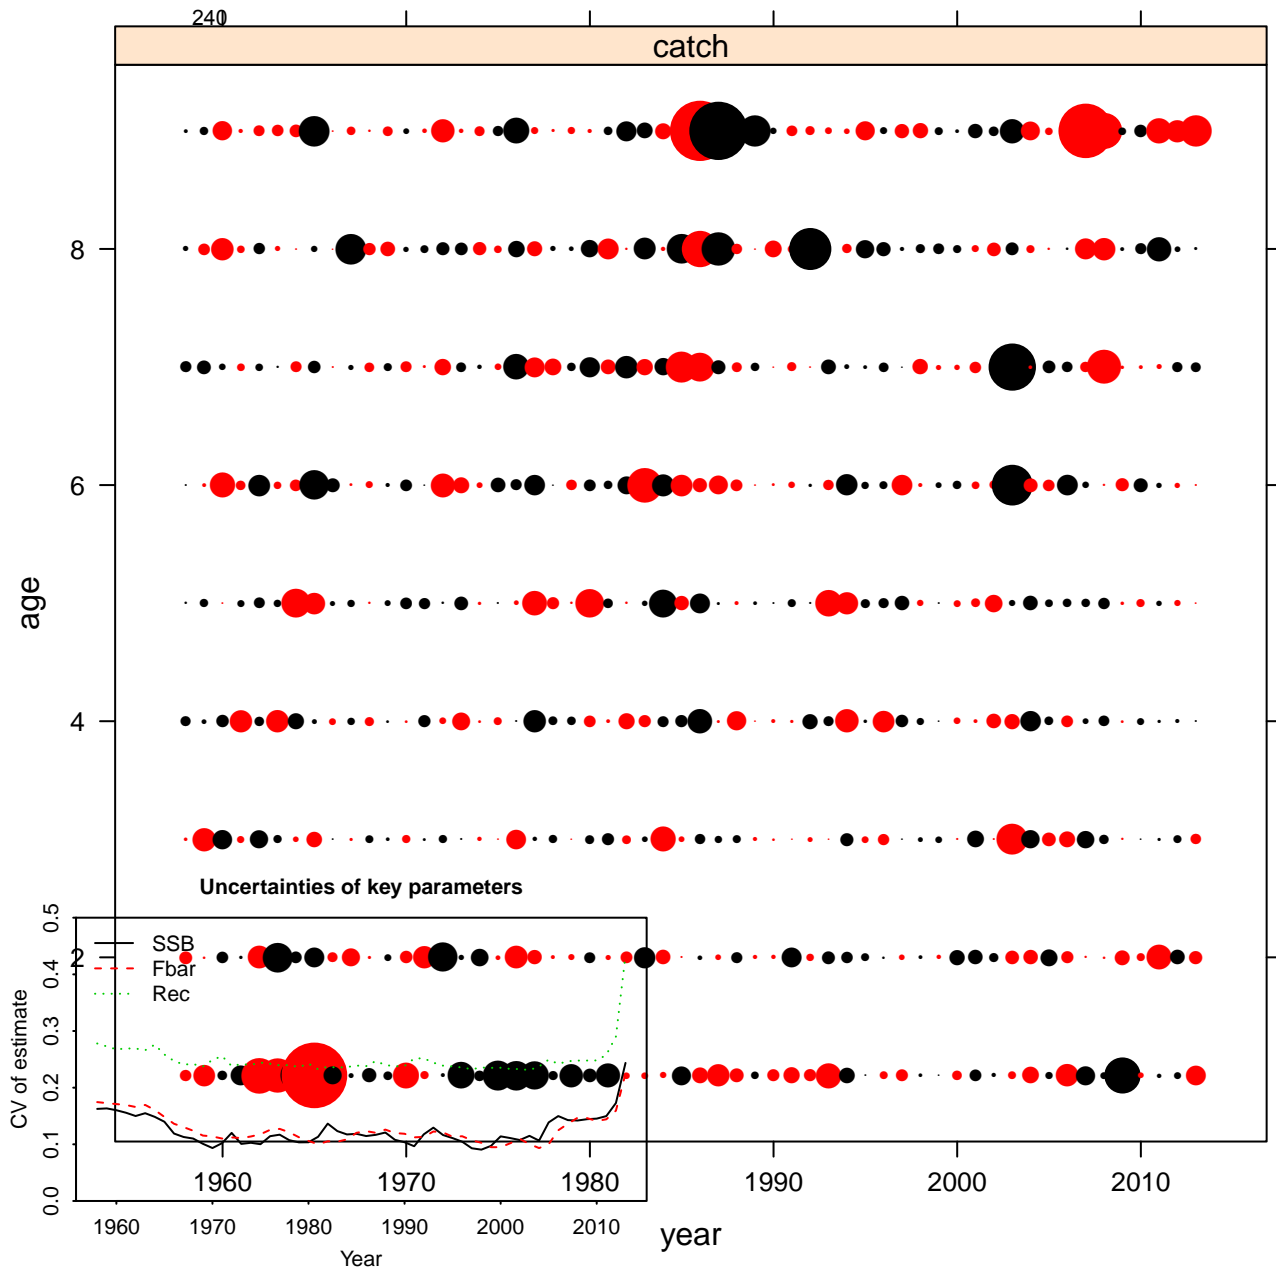 240
catch
8
6
age
4
Uncertainties of key parameters
0.5
SSB
2
Fbar
0.4
Rec
0.3
CV of estimate
0.2
0.1
0.0
1960 1970 1980 1990 2000 2010
1960 1970 1980 1990 2000 2010
year
Year